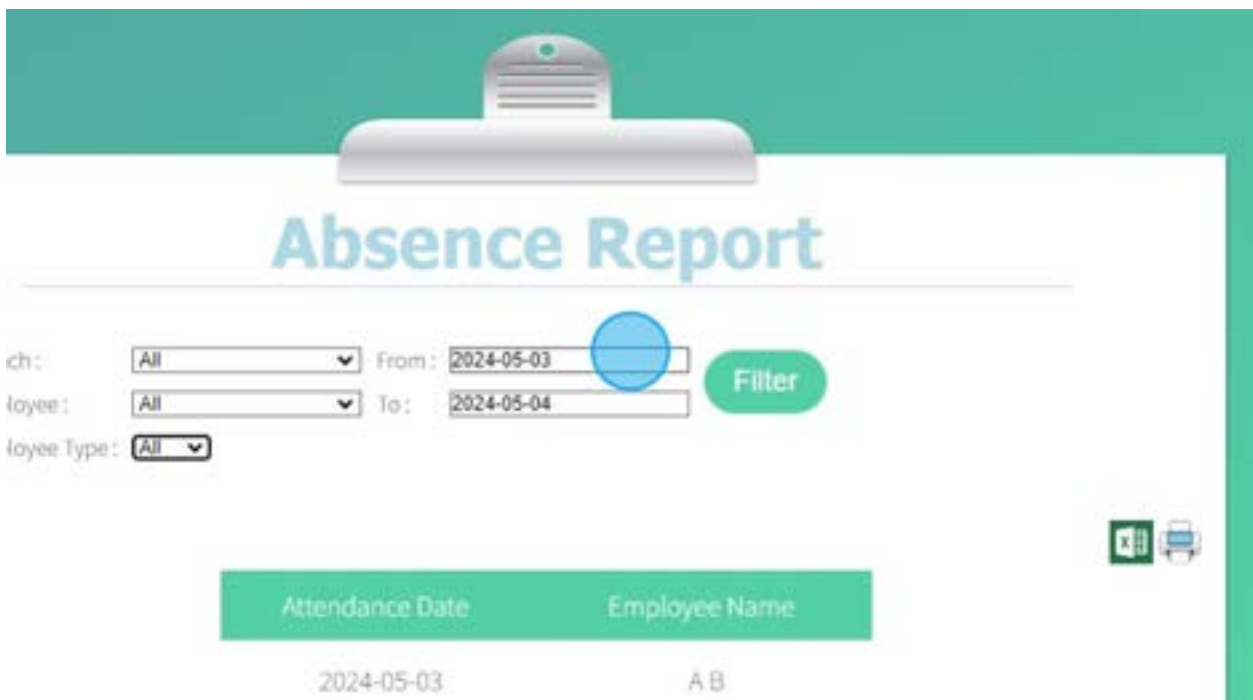 Absence Report
ch : All From : 2024-05-03
loyee : All To : 2024-05-04
Filter
loyee Type : All
Attendance Date Employee Name
2024-05-03 A B